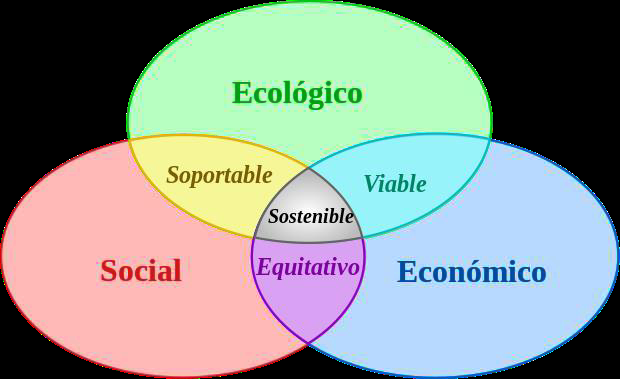 Ecológico
Soportable
Viable
Sostenible
Social
Equitativo
Económico